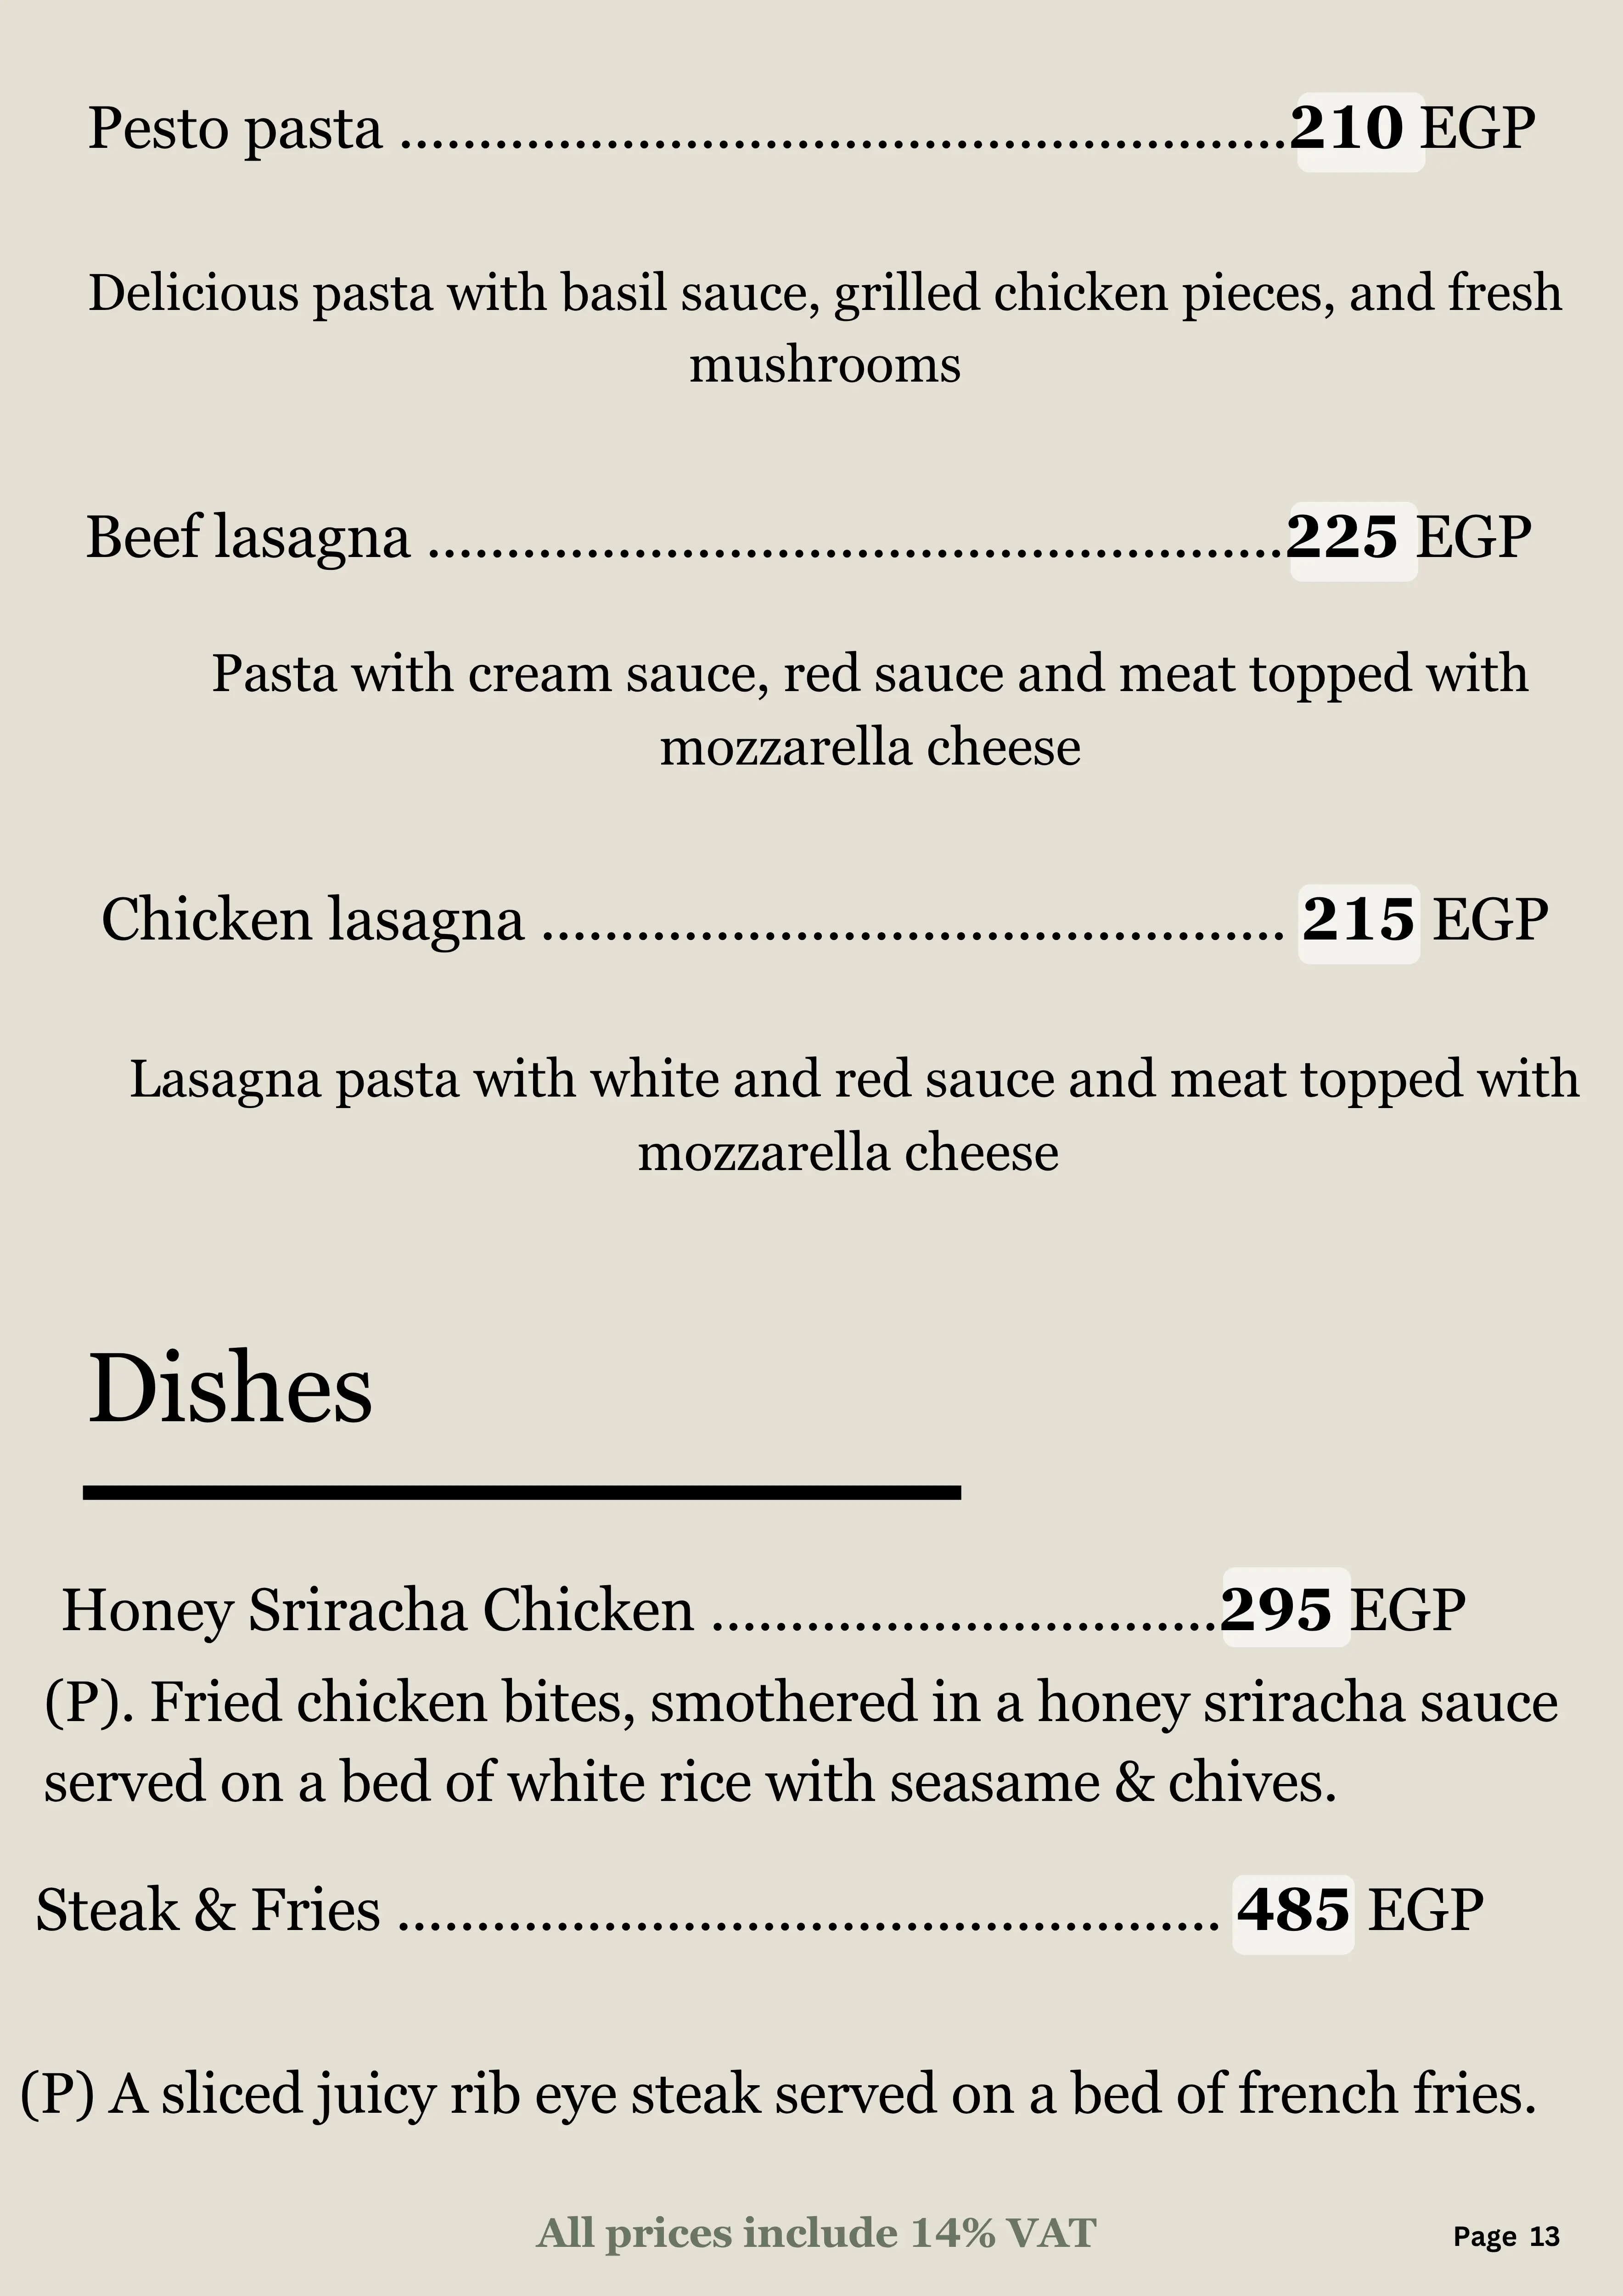 Pesto pasta ........................................................210 EGP
Delicious pasta with basil sauce, grilled chicken pieces, and fresh
mushrooms
Beef lasagna ......................................................225 EGP
Pasta with cream sauce, red sauce and meat topped with
mozzarella cheese
Chicken lasagna ............................................... 215 EGP
Lasagna pasta with white and red sauce and meat topped with
mozzarella cheese
Dishes
Honey Sriracha Chicken ................................295 EGP
(P). Fried chicken bites, smothered in a honey sriracha sauce
served on a bed of white rice with seasame & chives.
Steak & Fries .................................................... 485 EGP
(P) A sliced juicy rib eye steak served on a bed of french fries.
All prices include 14% VAT
Page 13